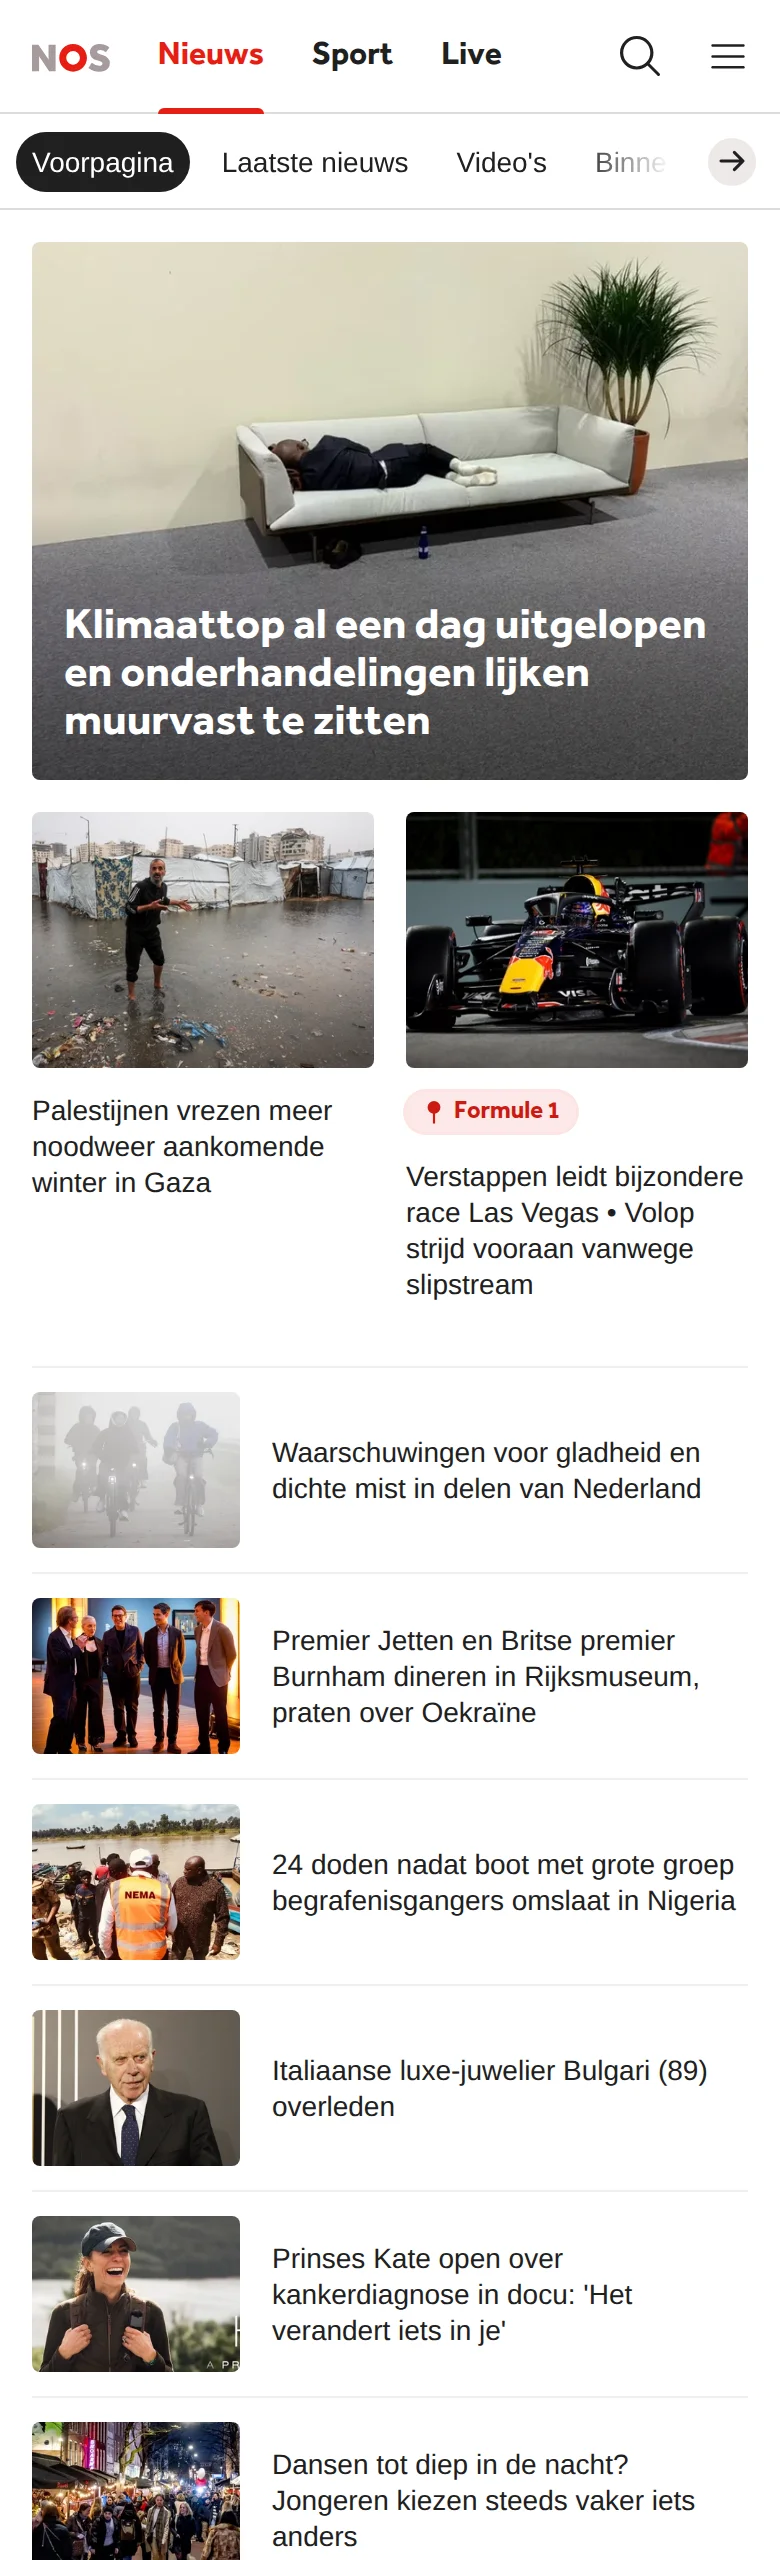 NOS Nieuws Sport Live
Voorpagina Laatste nieuws Video's Binne
Klimaattop al een dag uitgelopen
en onderhandelingen lijken
muurvast te zitten
Palestijnen vrezen meer
noodweer aankomende
winter in Gaza
VISA
Formule 1
Verstappen leidt bijzondere
race Las Vegas • Volop
strijd vooraan vanwege
slipstream
Waarschuwingen voor gladheid en
dichte mist in delen van Nederland
Premier Jetten en Britse premier
Burnham dineren in Rijksmuseum,
praten over Oekraïne
NEMA
24 doden nadat boot met grote groep
begrafenisgangers omslaat in Nigeria
Italiaanse luxe-juwelier Bulgari (89)
overleden
H
A PR
Prinses Kate open over
kankerdiagnose in docu: 'Het
verandert iets in je'
Dansen tot diep in de nacht?
Jongeren kiezen steeds vaker iets
anders